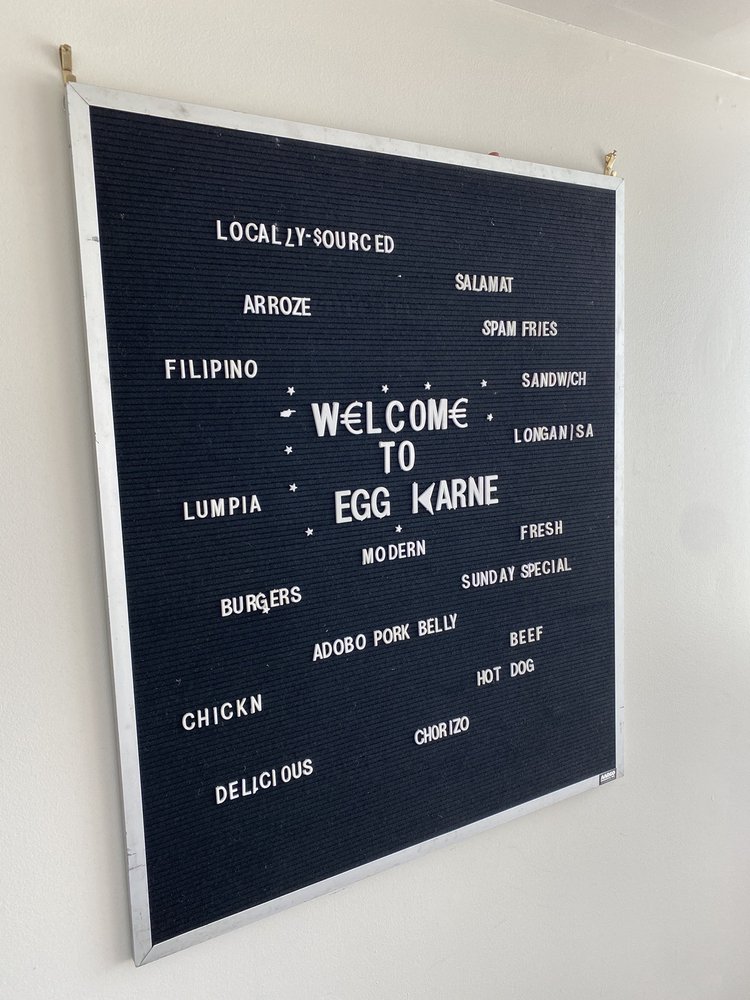 LOCALLY-$OURCED
SALAMAT
ARROZE
SPAM FRIES
FILIPINO
SANDWICH
W€LCOM€
LONGANISA
TO
EGG KARNE
LUMPIA
FRESH
MODERN
SUNDAY SPECIAL
BURGERS
ADOBO PORK BELLY
BEEF
HOT DOG
CHICKN
CHORIZO
DELICIOUS